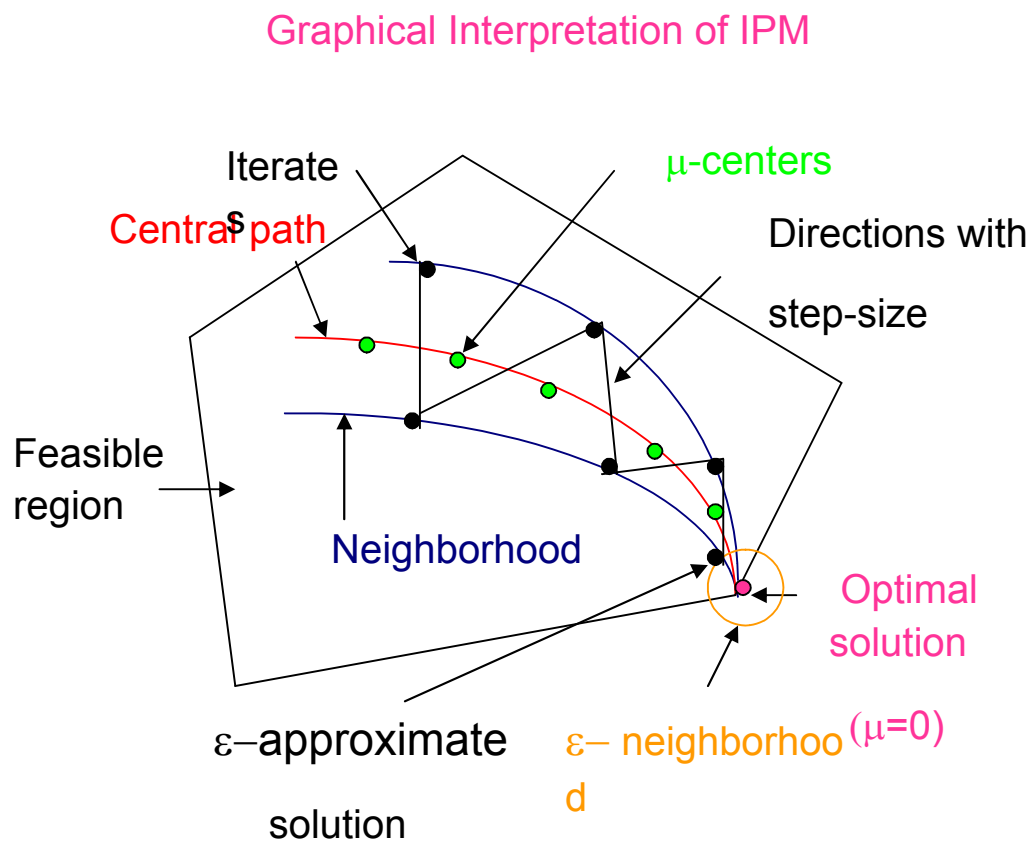 Graphical Interpretation of IPM
Iterate
s
μ-centers
Central path
Directions with
step-size
Feasible
region
Neighborhood
Optimal
solution
(μ=0)
ε−approximate
solution
ε− neighborhoo
d